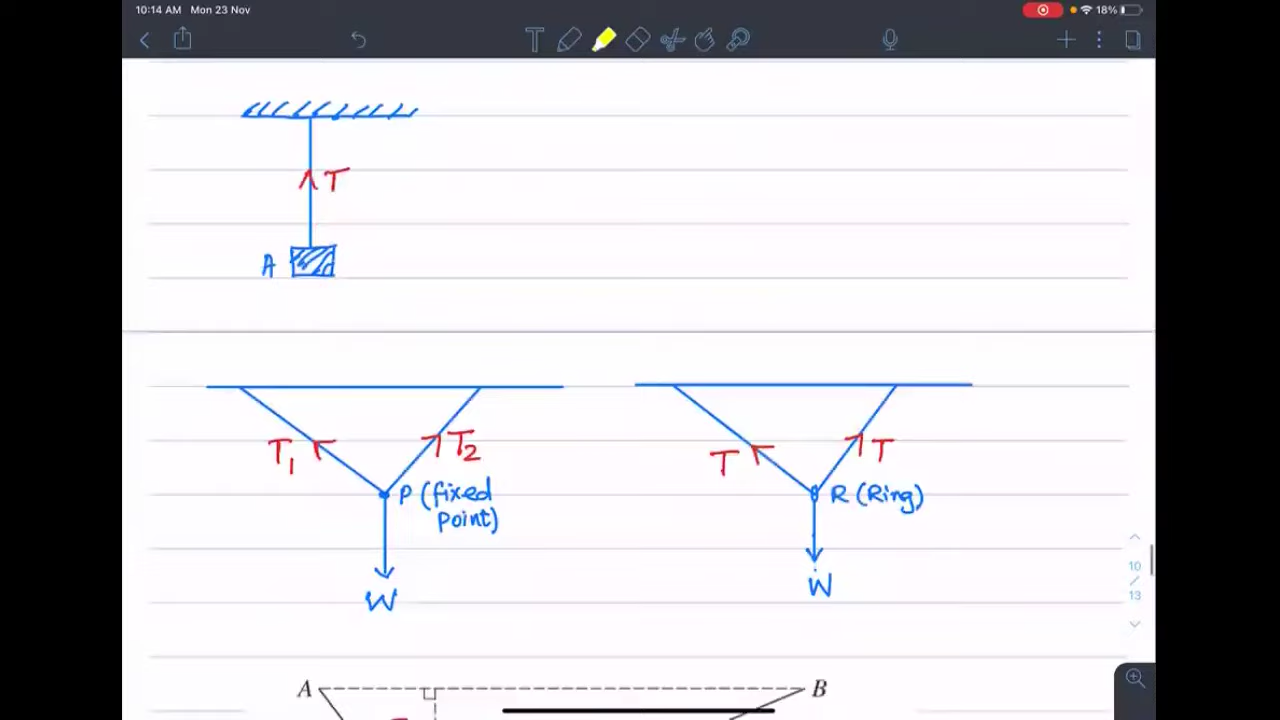 10:14 AM Mon 23 Nov
18%
T
T
A
T1
T2
P (fixed
point)
W
T
T
R (Ring)
W
10
/
13
A
B